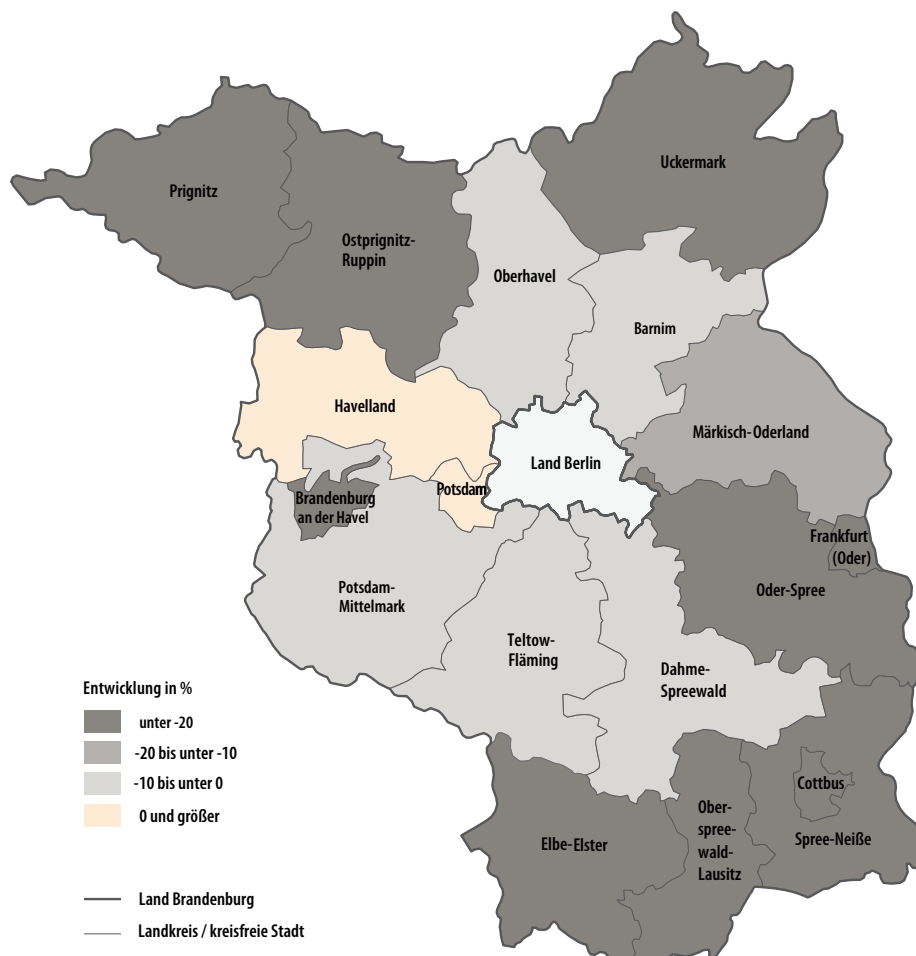 Uckermark
Prignitz
Ostprignitz-
Ruppin
Oberhavel
Barnim
Havelland
Märkisch-Oderland
Land Berlin
Potsdam
Brandenburg
an der Havel
Frankfurt
(Oder)
Oder-Spree
Potsdam-
Mittelmark
Teltow-
Fläming
Dahme-
Spreewald
Entwicklung in %
unter -20
-20 bis unter -10
-10 bis unter 0
0 und größer
Cottbus
Ober-
spree-
wald-
Lausitz
Spree-Neiße
Elbe-Elster
Land Brandenburg
Landkreis / kreisfreie Stadt